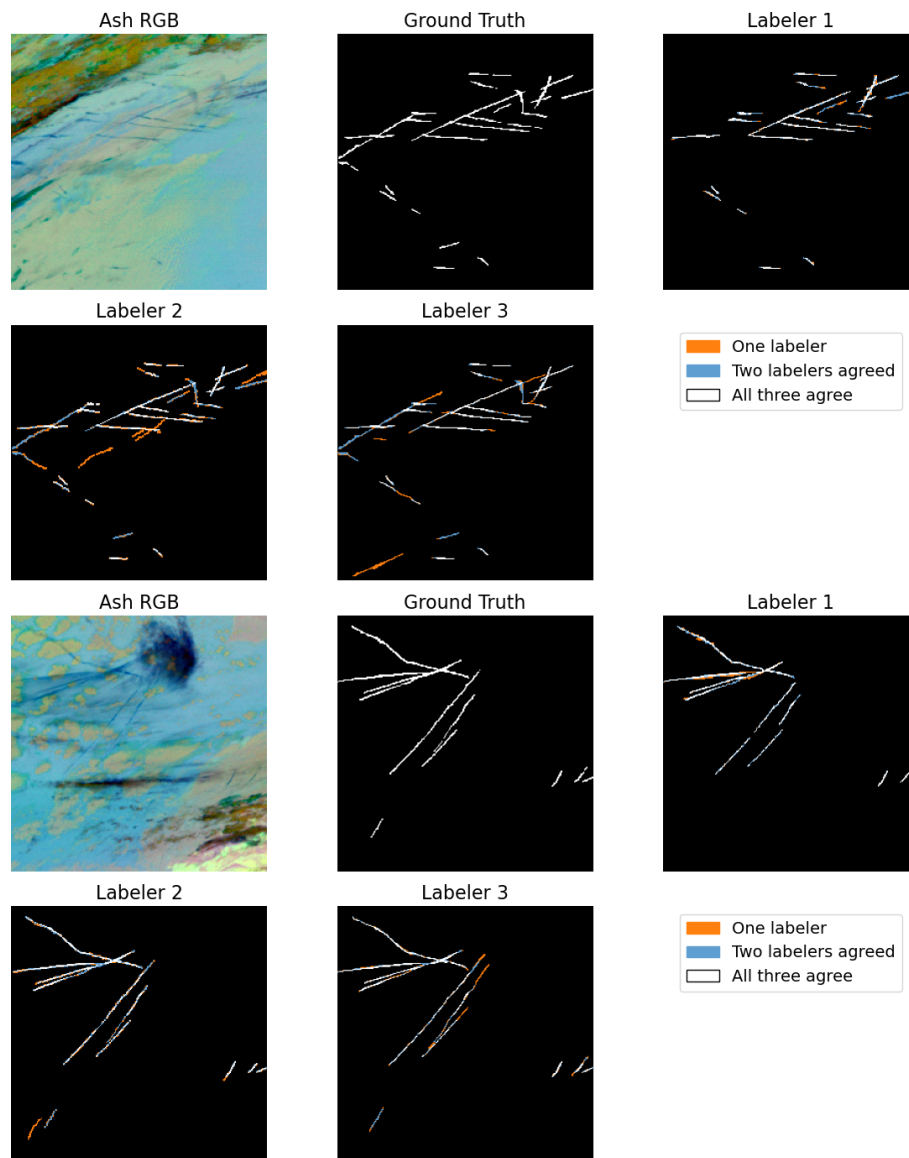 Ash RGB
Ground Truth
Labeler 1
Labeler 2
Labeler 3
One labeler
Two labelers agreed
All three agree
Ash RGB
Ground Truth
Labeler 1
Labeler 2
Labeler 3
One labeler
Two labelers agreed
All three agree